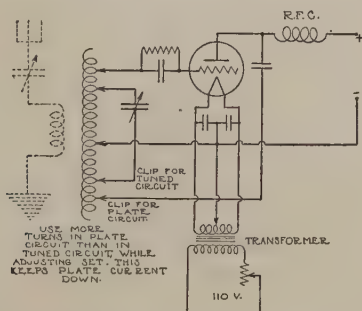 R.F.C.
+
-
CLIP FOR
TUNED
CIRCUIT
CLIP FOR
PLATE
CIRCUIT
USE MORE
TURNS IN PLATE
CIRCUIT THAN IN
TUNED CIRCUIT, WHILE
ADJUSTING SET. THIS
KEEPS PLATE CURRENT
DOWN.
TRANSFORMER
110 V.